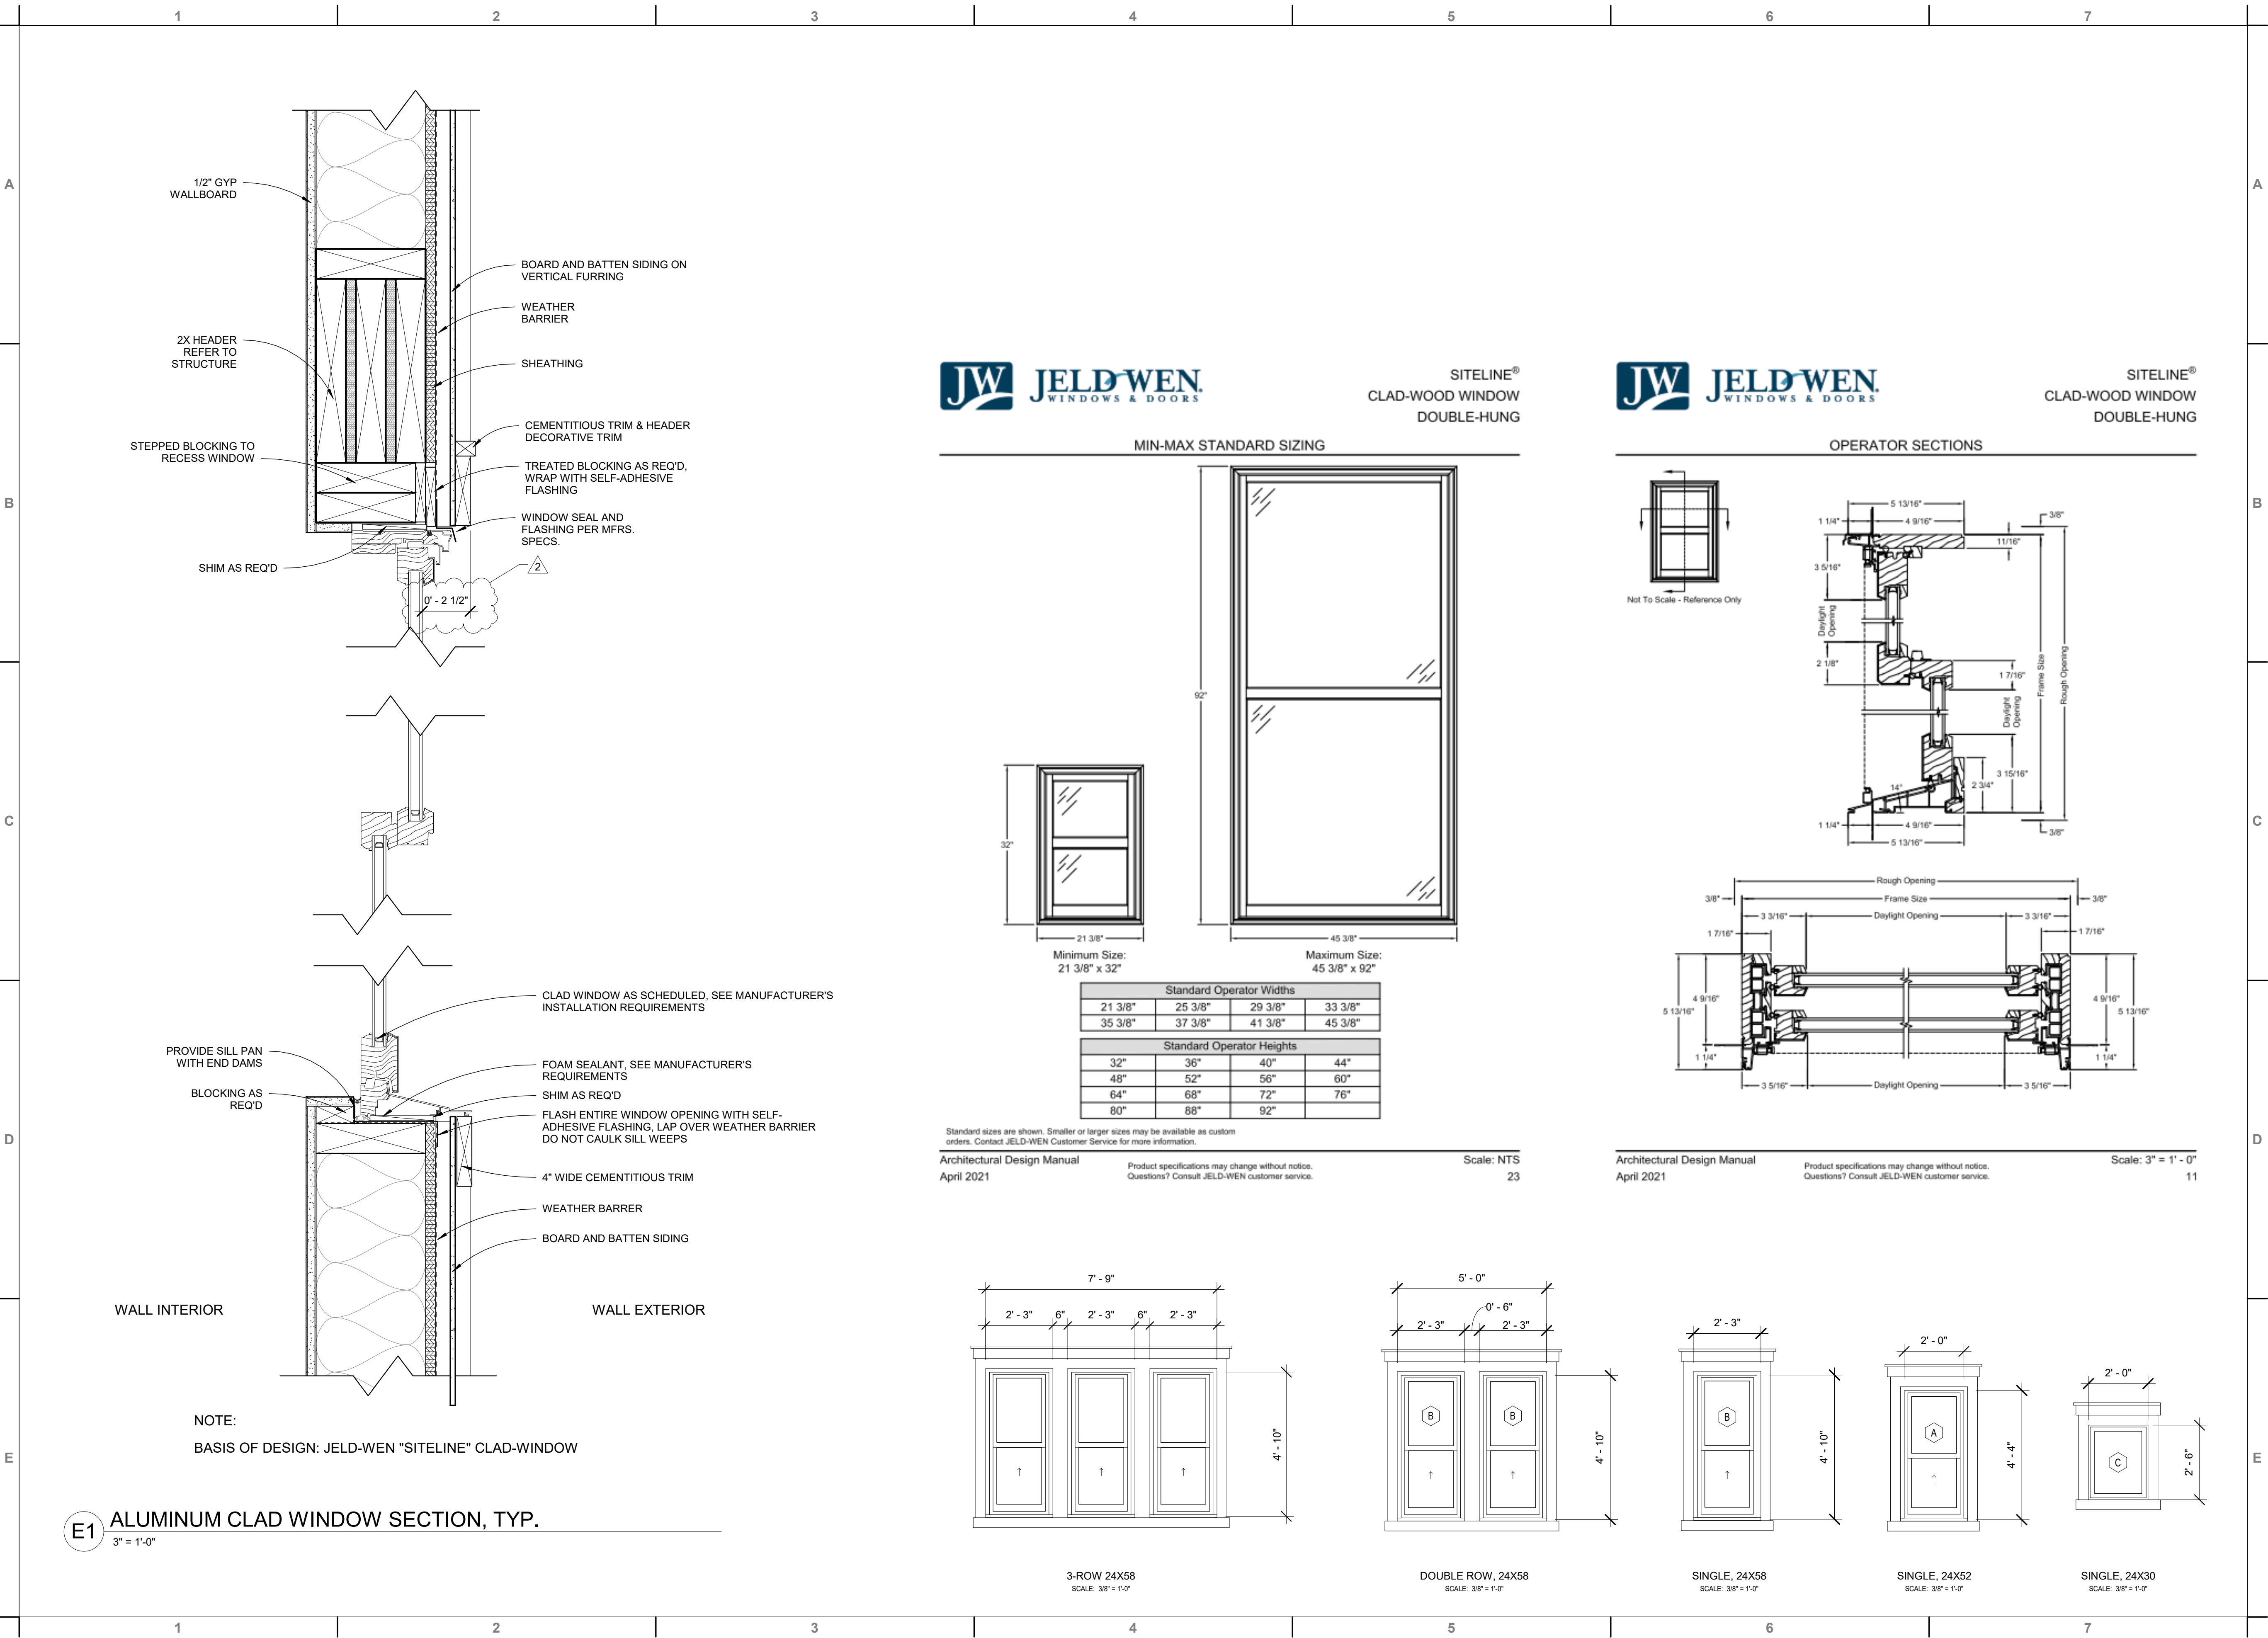 1 2 3 4 5 6 7
A
B
C
D
E
1/2" GYP
WALLBOARD
2X HEADER
REFER TO
STRUCTURE
STEPPED BLOCKING TO
RECESS WINDOW
SHIM AS REQ'D
BOARD AND BATTEN SIDING ON
VERTICAL FURRING
WEATHER
BARRIER
SHEATHING
CEMENTITIOUS TRIM & HEADER
DECORATIVE TRIM
TREATED BLOCKING AS REQ'D,
WRAP WITH SELF-ADHESIVE
FLASHING
WINDOW SEAL AND
FLASHING PER MFRS.
SPECS.
2
0' - 2 1/2"
CLAD WINDOW AS SCHEDULED, SEE MANUFACTURER'S
INSTALLATION REQUIREMENTS
PROVIDE SILL PAN
WITH END DAMS
BLOCKING AS
REQ'D
FOAM SEALANT, SEE MANUFACTURER'S
REQUIREMENTS
SHIM AS REQ'D
FLASH ENTIRE WINDOW OPENING WITH SELF-
ADHESIVE FLASHING, LAP OVER WEATHER BARRIER
DO NOT CAULK SILL WEEPS
4" WIDE CEMENTITIOUS TRIM
WEATHER BARRER
BOARD AND BATTEN SIDING
WALL INTERIOR
WALL EXTERIOR
NOTE:
BASIS OF DESIGN: JELD-WEN "SITELINE" CLAD-WINDOW
E1 ALUMINUM CLAD WINDOW SECTION, TYP.
3" = 1'-0"
JW JELD-WEN.
WINDOWS & DOORS
SITELINE®
CLAD-WOOD WINDOW
DOUBLE-HUNG
MIN-MAX STANDARD SIZING
92"
32"
21 3/8"
45 3/8"
Minimum Size:
21 3/8" x 32"
Maximum Size:
45 3/8" x 92"
Standard Operator Widths
21 3/8" 25 3/8" 29 3/8" 33 3/8"
35 3/8" 37 3/8" 41 3/8" 45 3/8"
Standard Operator Heights
32" 36" 40" 44"
48" 52" 56" 60"
64" 68" 72" 76"
80" 88" 92"
Standard sizes are shown. Smaller or larger sizes may be available as custom
orders. Contact JELD-WEN Customer Service for more information.
Architectural Design Manual
April 2021
Product specifications may change without notice.
Questions? Consult JELD-WEN customer service.
Scale: NTS
23
JW JELD-WEN.
WINDOWS & DOORS
SITELINE®
CLAD-WOOD WINDOW
DOUBLE-HUNG
OPERATOR SECTIONS
Not To Scale - Reference Only
5 13/16"
1 1/4" 4 9/16"
3/8"
11/16"
3 5/16"
Daylight
Opening
2 1/8"
1 7/16"
Daylight
Opening
Frame Size
Rough Opening
3 15/16"
2 3/4"
14°
1 1/4" 4 9/16"
5 13/16"
3/8"
Rough Opening
3/8" Frame Size 3/8"
3 3/16" Daylight Opening 3 3/16"
1 7/16" 1 7/16"
4 9/16" 4 9/16"
5 13/16" 5 13/16"
1 1/4" 1 1/4"
3 5/16" Daylight Opening 3 5/16"
Architectural Design Manual
April 2021
Product specifications may change without notice.
Questions? Consult JELD-WEN customer service.
Scale: 3" = 1' - 0"
11
7' - 9"
2' - 3" 6" 2' - 3" 6" 2' - 3"
4' - 10"
3-ROW 24X58
SCALE: 3/8" = 1'-0"
5' - 0"
0' - 6"
2' - 3" 2' - 3"
B B
4' - 10"
DOUBLE ROW, 24X58
SCALE: 3/8" = 1'-0"
2' - 3"
B
4' - 10"
SINGLE, 24X58
SCALE: 3/8" = 1'-0"
2' - 0"
A
4' - 4"
SINGLE, 24X52
SCALE: 3/8" = 1'-0"
2' - 0"
C
2' - 6"
SINGLE, 24X30
SCALE: 3/8" = 1'-0"
A
B
C
D
E
1 2 3 4 5 6 7